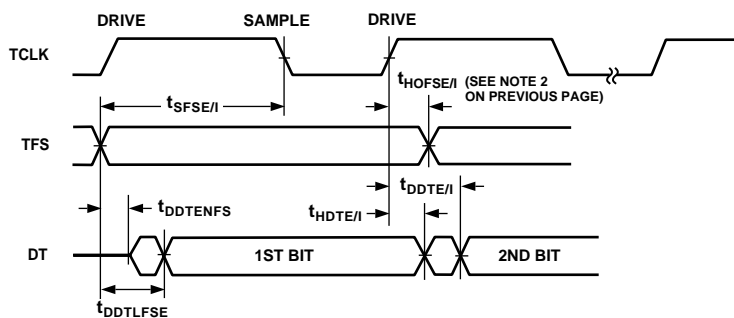 DRIVE SAMPLE DRIVE
TCLK
tSFSE/I
tHOFSE/I (SEE NOTE 2
ON PREVIOUS PAGE)
TFS
tDDTENFS
tDDTE/I
tHDTE/I
DT
1ST BIT
2ND BIT
tDDTLFSE